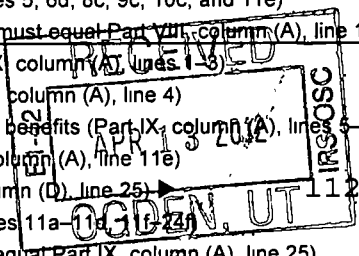 es 5, 6d, 8c, 9c, 10c, and 11e)
must equal Part VIII, column (A), line 1
RECEIVED
column (A), lines 1–3)
column (A), line 4)
benefits (Part IX, column (A), lines 5–
APR 13 2012
IRS-OSC
column (A), line 11e)
umn (D), line 25) 112
es 11a–11d, 11f–24f)
OGDEN, UT
equal Part IX, column (A), line 25)